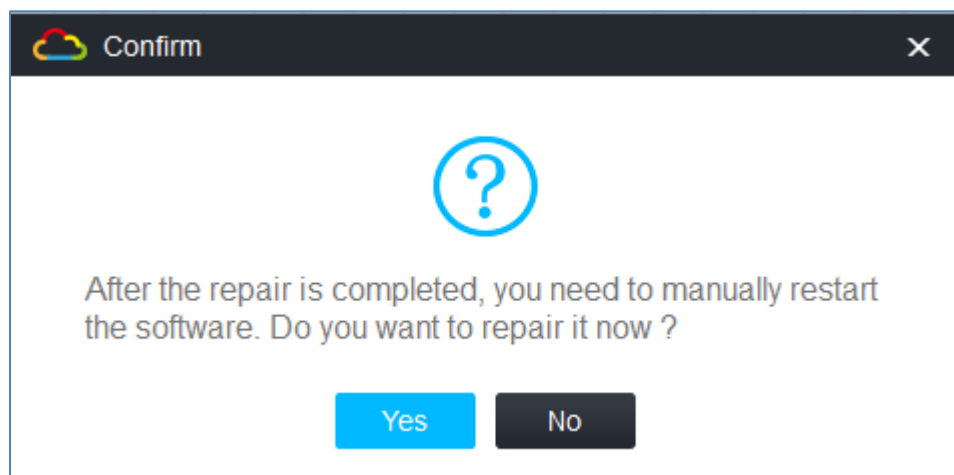 Confirm
After the repair is completed, you need to manually restart
the software. Do you want to repair it now ?
Yes
No